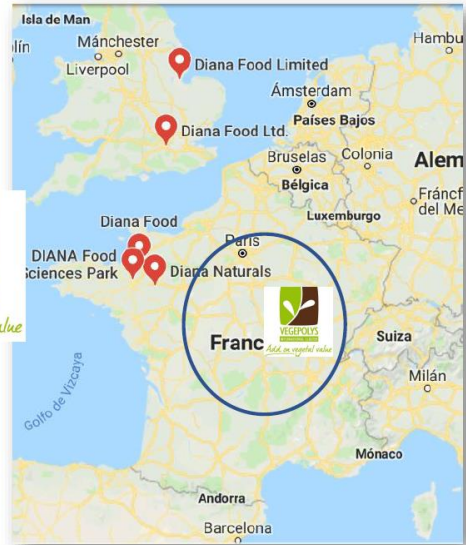 Isla de Man
Hambu
lín
Mánchester
Liverpool
Diana Food Limited
Ámsterdam
Países Bajos
Diana Food Ltd.
Bruselas
Colonia
Bélgica
Alem
Fráncf
del Me
Luxemburgo
Diana Food
París
DIANA Food
Sciences Park
Diana Naturals
VEGEPOLYS
Add on vegetal value
Franc
alue
Suiza
Milán
Golfo de Vizcaya
Mónaco
Andorra
Barcelona